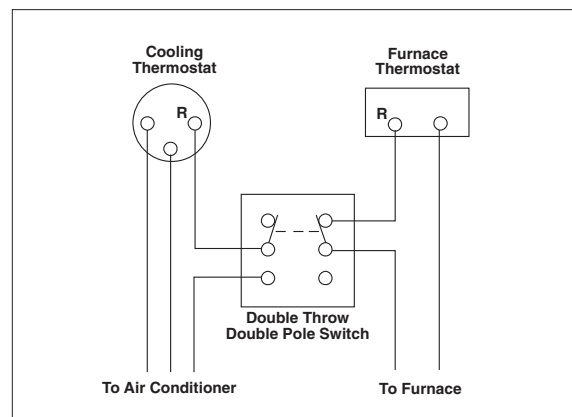 Cooling
Thermostat
Furnace
Thermostat
R
R
Double Throw
Double Pole Switch
To Air Conditioner
To Furnace